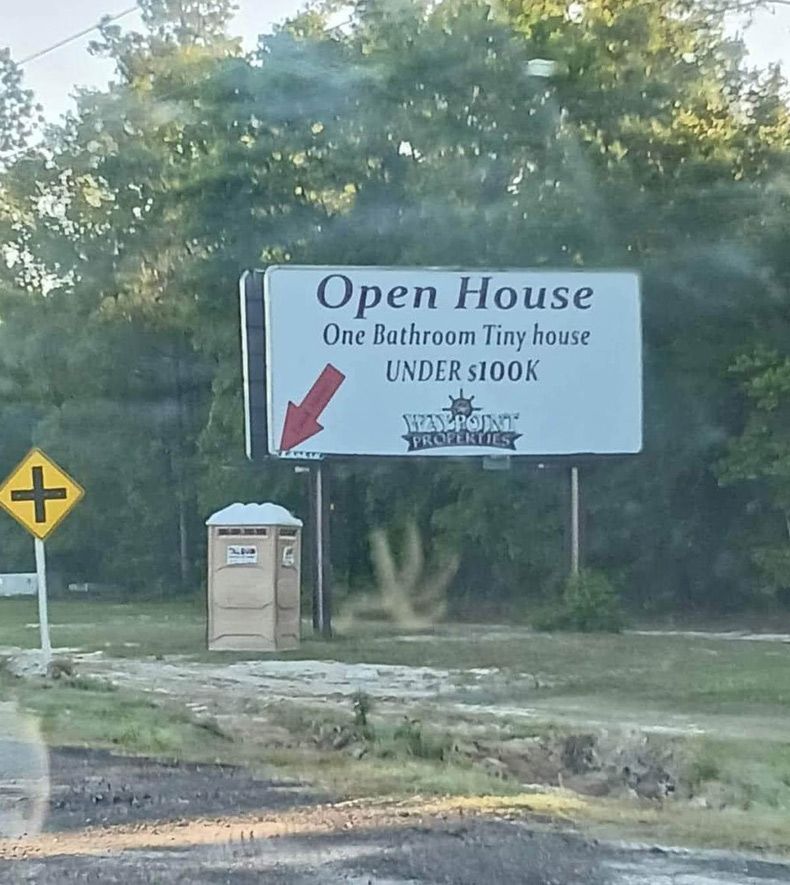 Open House
One Bathroom Tiny house
UNDER $100K
WAYPOINT
PROPERTIES